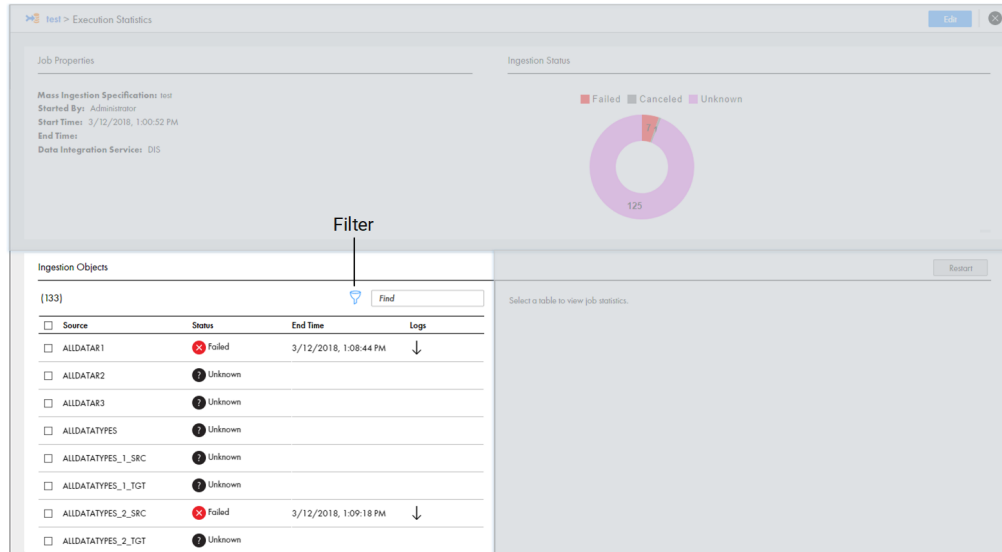 test > Execution Statistics
Edit
Job Properties
Mass Ingestion Specification: test
Started By: Administrator
Start Time: 3/12/2018, 1:00:52 PM
End Time:
Data Integration Service: DIS
Ingestion Status
Failed Canceled Unknown
7
125
Filter
Ingestion Objects
Restart
(133)
Find
Select a table to view job statistics.
Source Status End Time Logs
ALLDATAR1 Failed 3/12/2018, 1:08:44 PM
ALLDATAR2 Unknown
ALLDATAR3 Unknown
ALLDATATYPES Unknown
ALLDATATYPES_1_SRC Unknown
ALLDATATYPES_1_TGT Unknown
ALLDATATYPES_2_SRC Failed 3/12/2018, 1:09:18 PM
ALLDATATYPES_2_TGT Unknown